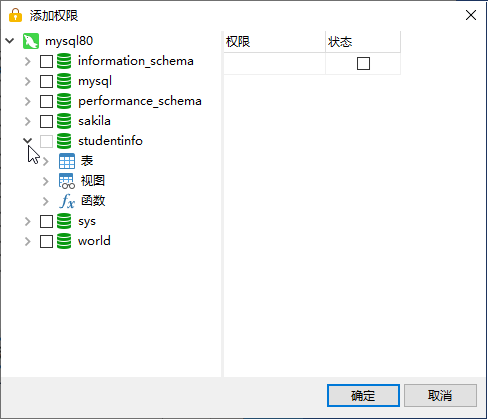 添加权限
mysql80
information_schema
mysql
performance_schema
sakila
studentinfo
表
视图
fx 函数
sys
world
权限 状态
确定 取消